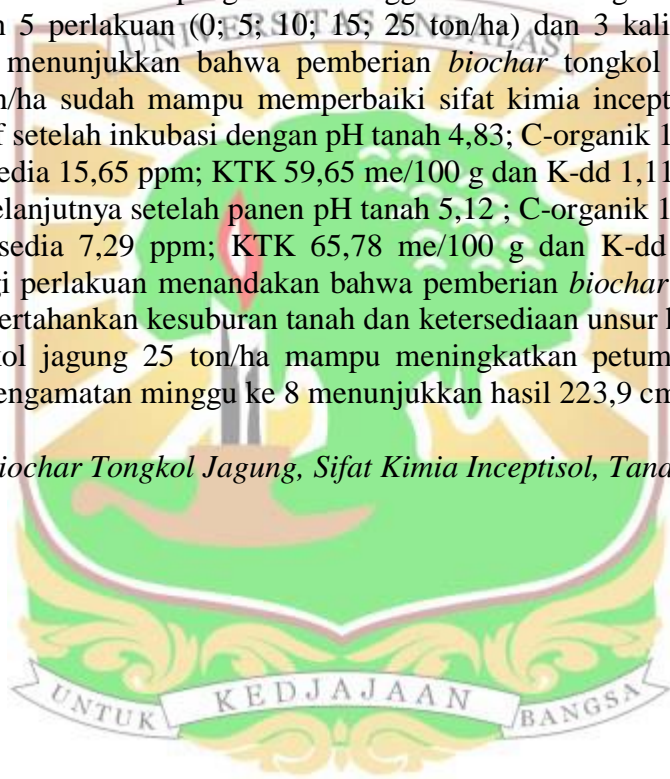 n 5 perlakuan (0; 5; 10; 15; 25 ton/ha) dan 3 kali
UNIVERSITAS ANDALAS
menunjukkan bahwa pemberian biochar tongkol
n/ha sudah mampu memperbaiki sifat kimia incept
f setelah inkubasi dengan pH tanah 4,83; C-organik 1
edia 15,65 ppm; KTK 59,65 me/100 g dan K-dd 1,11
elanjutnya setelah panen pH tanah 5,12 ; C-organik 1
sedia 7,29 ppm; KTK 65,78 me/100 g dan K-dd
gi perlakuan menandakan bahwa pemberian biochar
ertahankan kesuburan tanah dan ketersediaan unsur
kol jagung 25 ton/ha mampu meningkatkan petum
engamatan minggu ke 8 menunjukkan hasil 223,9 cm
iochar Tongkol Jagung, Sifat Kimia Inceptisol, Tana
UNTUK KEDJAJAAN BANGSA